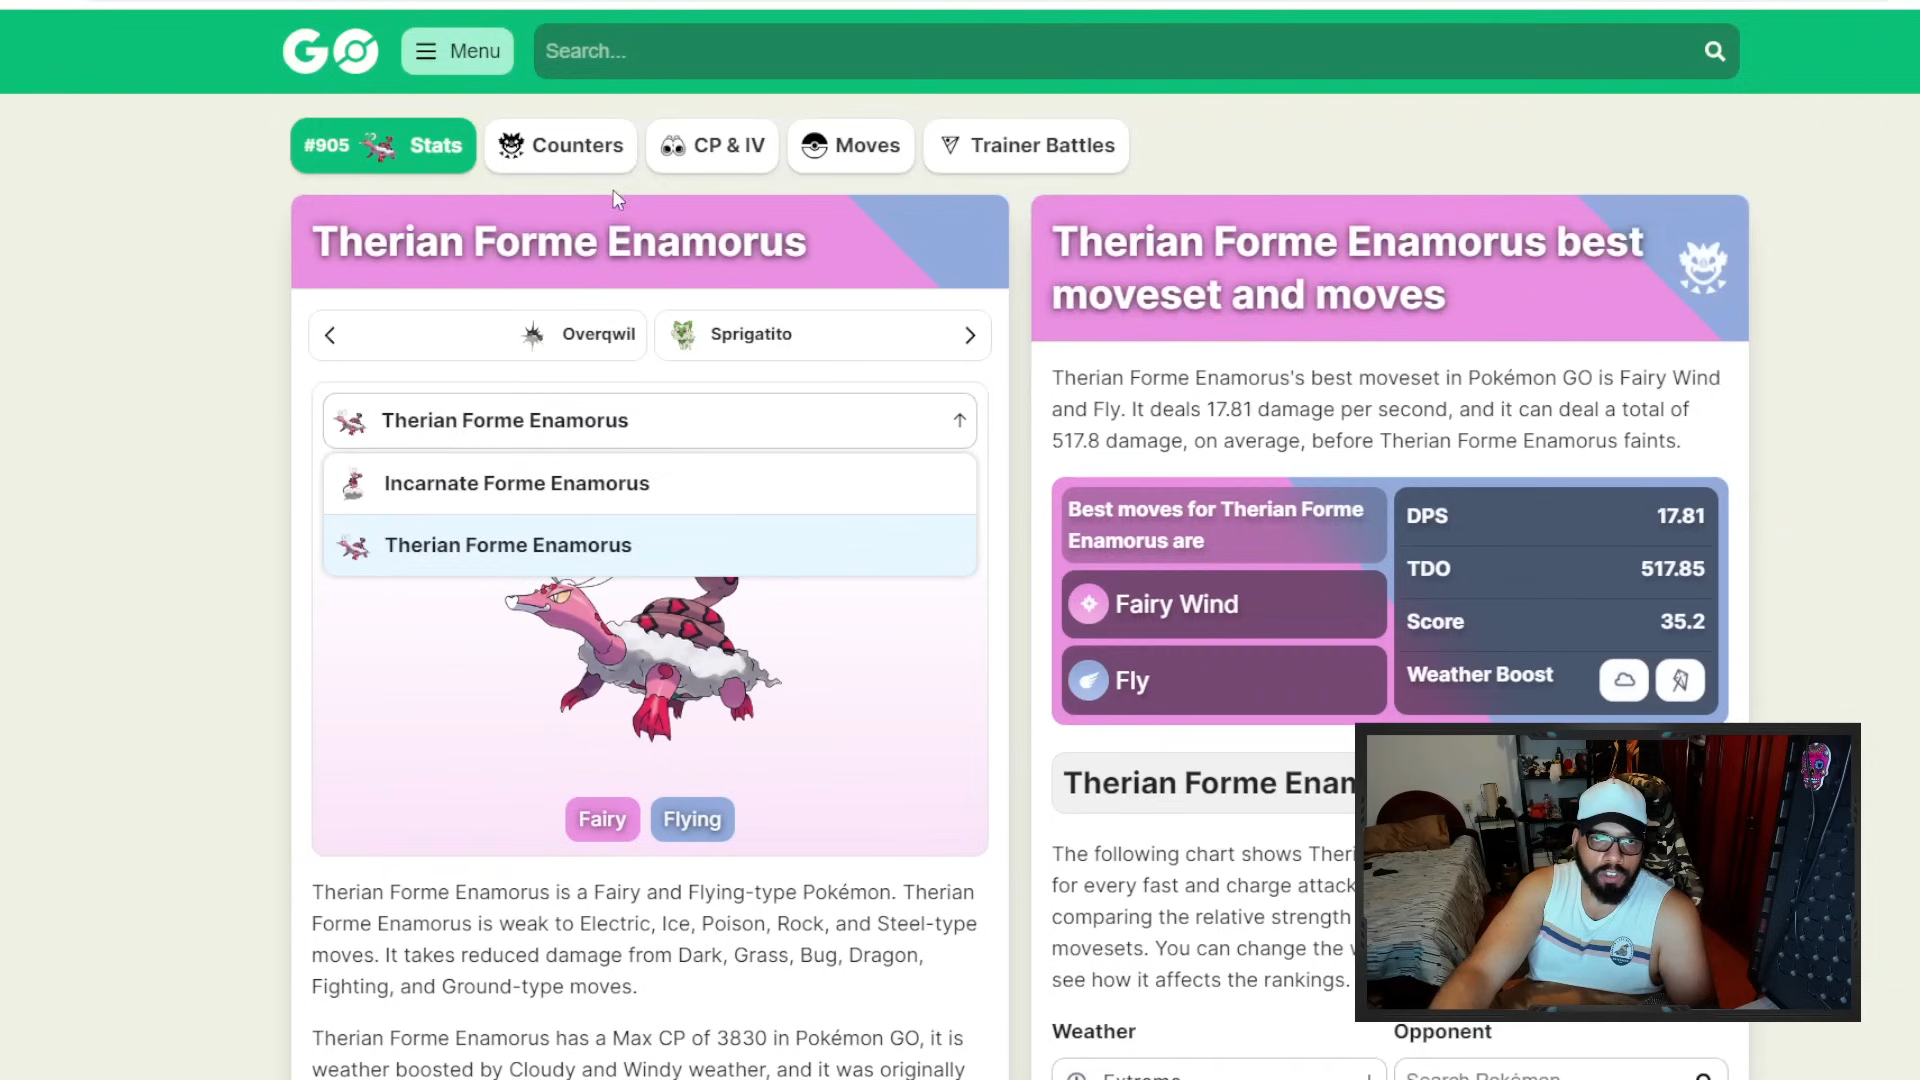 GO
Menu
Search...
#905 Stats
Counters
CP & IV
Moves
Trainer Battles
Therian Forme Enamorus
Overqwil
Sprigatito
Therian Forme Enamorus
Incarnate Forme Enamorus
Therian Forme Enamorus
Fairy
Flying
Therian Forme Enamorus is a Fairy and Flying-type Pokémon. Therian
Forme Enamorus is weak to Electric, Ice, Poison, Rock, and Steel-type
moves. It takes reduced damage from Dark, Grass, Bug, Dragon,
Fighting, and Ground-type moves.
Therian Forme Enamorus has a Max CP of 3830 in Pokémon GO, it is
weather boosted by Cloudy and Windy weather, and it was originally
Therian Forme Enamorus best
moveset and moves
Therian Forme Enamorus's best moveset in Pokémon GO is Fairy Wind
and Fly. It deals 17.81 damage per second, and it can deal a total of
517.8 damage, on average, before Therian Forme Enamorus faints.
Best moves for Therian Forme
Enamorus are
Fairy Wind
Fly
DPS 17.81
TDO 517.85
Score 35.2
Weather Boost
Therian Forme Enam
The following chart shows Theri
for every fast and charge attack
comparing the relative strength
movesets. You can change the w
see how it affects the rankings.
Weather
Opponent
Extreme
Search Pokémon